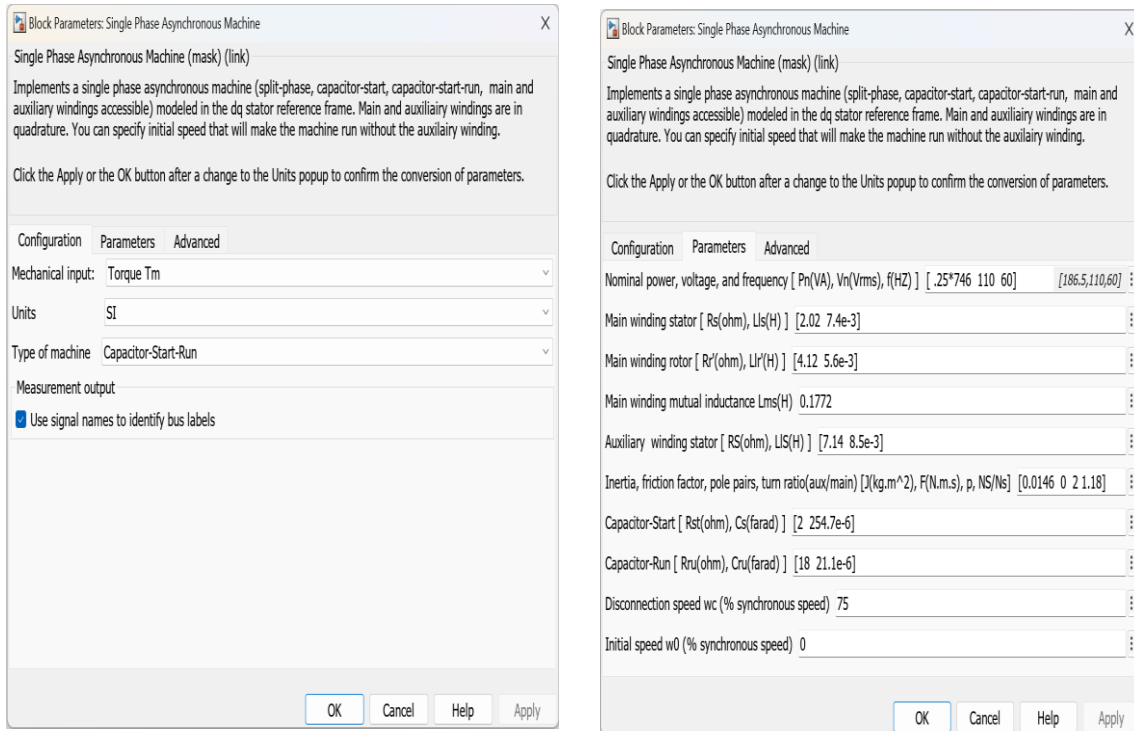 Block Parameters: Single Phase Asynchronous Machine X
Single Phase Asynchronous Machine (mask) (link)
Implements a single phase asynchronous machine (split-phase, capacitor-start, capacitor-start-run, main and
auxiliary windings accessible) modeled in the dq stator reference frame. Main and auxiliairy windings are in
quadrature. You can specify initial speed that will make the machine run without the auxilairy winding.
Click the Apply or the OK button after a change to the Units popup to confirm the conversion of parameters.
Configuration Parameters Advanced
Mechanical input: Torque Tm
Units SI
Type of machine Capacitor-Start-Run
Measurement output
Use signal names to identify bus labels
OK Cancel Help Apply
Block Parameters: Single Phase Asynchronous Machine X
Single Phase Asynchronous Machine (mask) (link)
Implements a single phase asynchronous machine (split-phase, capacitor-start, capacitor-start-run, main and
auxiliary windings accessible) modeled in the dq stator reference frame. Main and auxiliairy windings are in
quadrature. You can specify initial speed that will make the machine run without the auxilairy winding.
Click the Apply or the OK button after a change to the Units popup to confirm the conversion of parameters.
Configuration Parameters Advanced
Nominal power, voltage, and frequency [ Pn(VA), Vn(Vrms), f(HZ) ] [ .25*746 110 60] [186.5,110,60]
Main winding stator [ Rs(ohm), Lls(H) ] [2.02 7.4e-3]
Main winding rotor [ Rr'(ohm), Llr'(H) ] [4.12 5.6e-3]
Main winding mutual inductance Lms(H) 0.1772
Auxiliary winding stator [ RS(ohm), LlS(H) ] [7.14 8.5e-3]
Inertia, friction factor, pole pairs, turn ratio(aux/main) [J(kg.m^2), F(N.m.s), p, NS/Ns] [0.0146 0 2 1.18]
Capacitor-Start [ Rst(ohm), Cs(farad) ] [2 254.7e-6]
Capacitor-Run [ Rru(ohm), Cru(farad) ] [18 21.1e-6]
Disconnection speed wc (% synchronous speed) 75
Initial speed w0 (% synchronous speed) 0
OK Cancel Help Apply